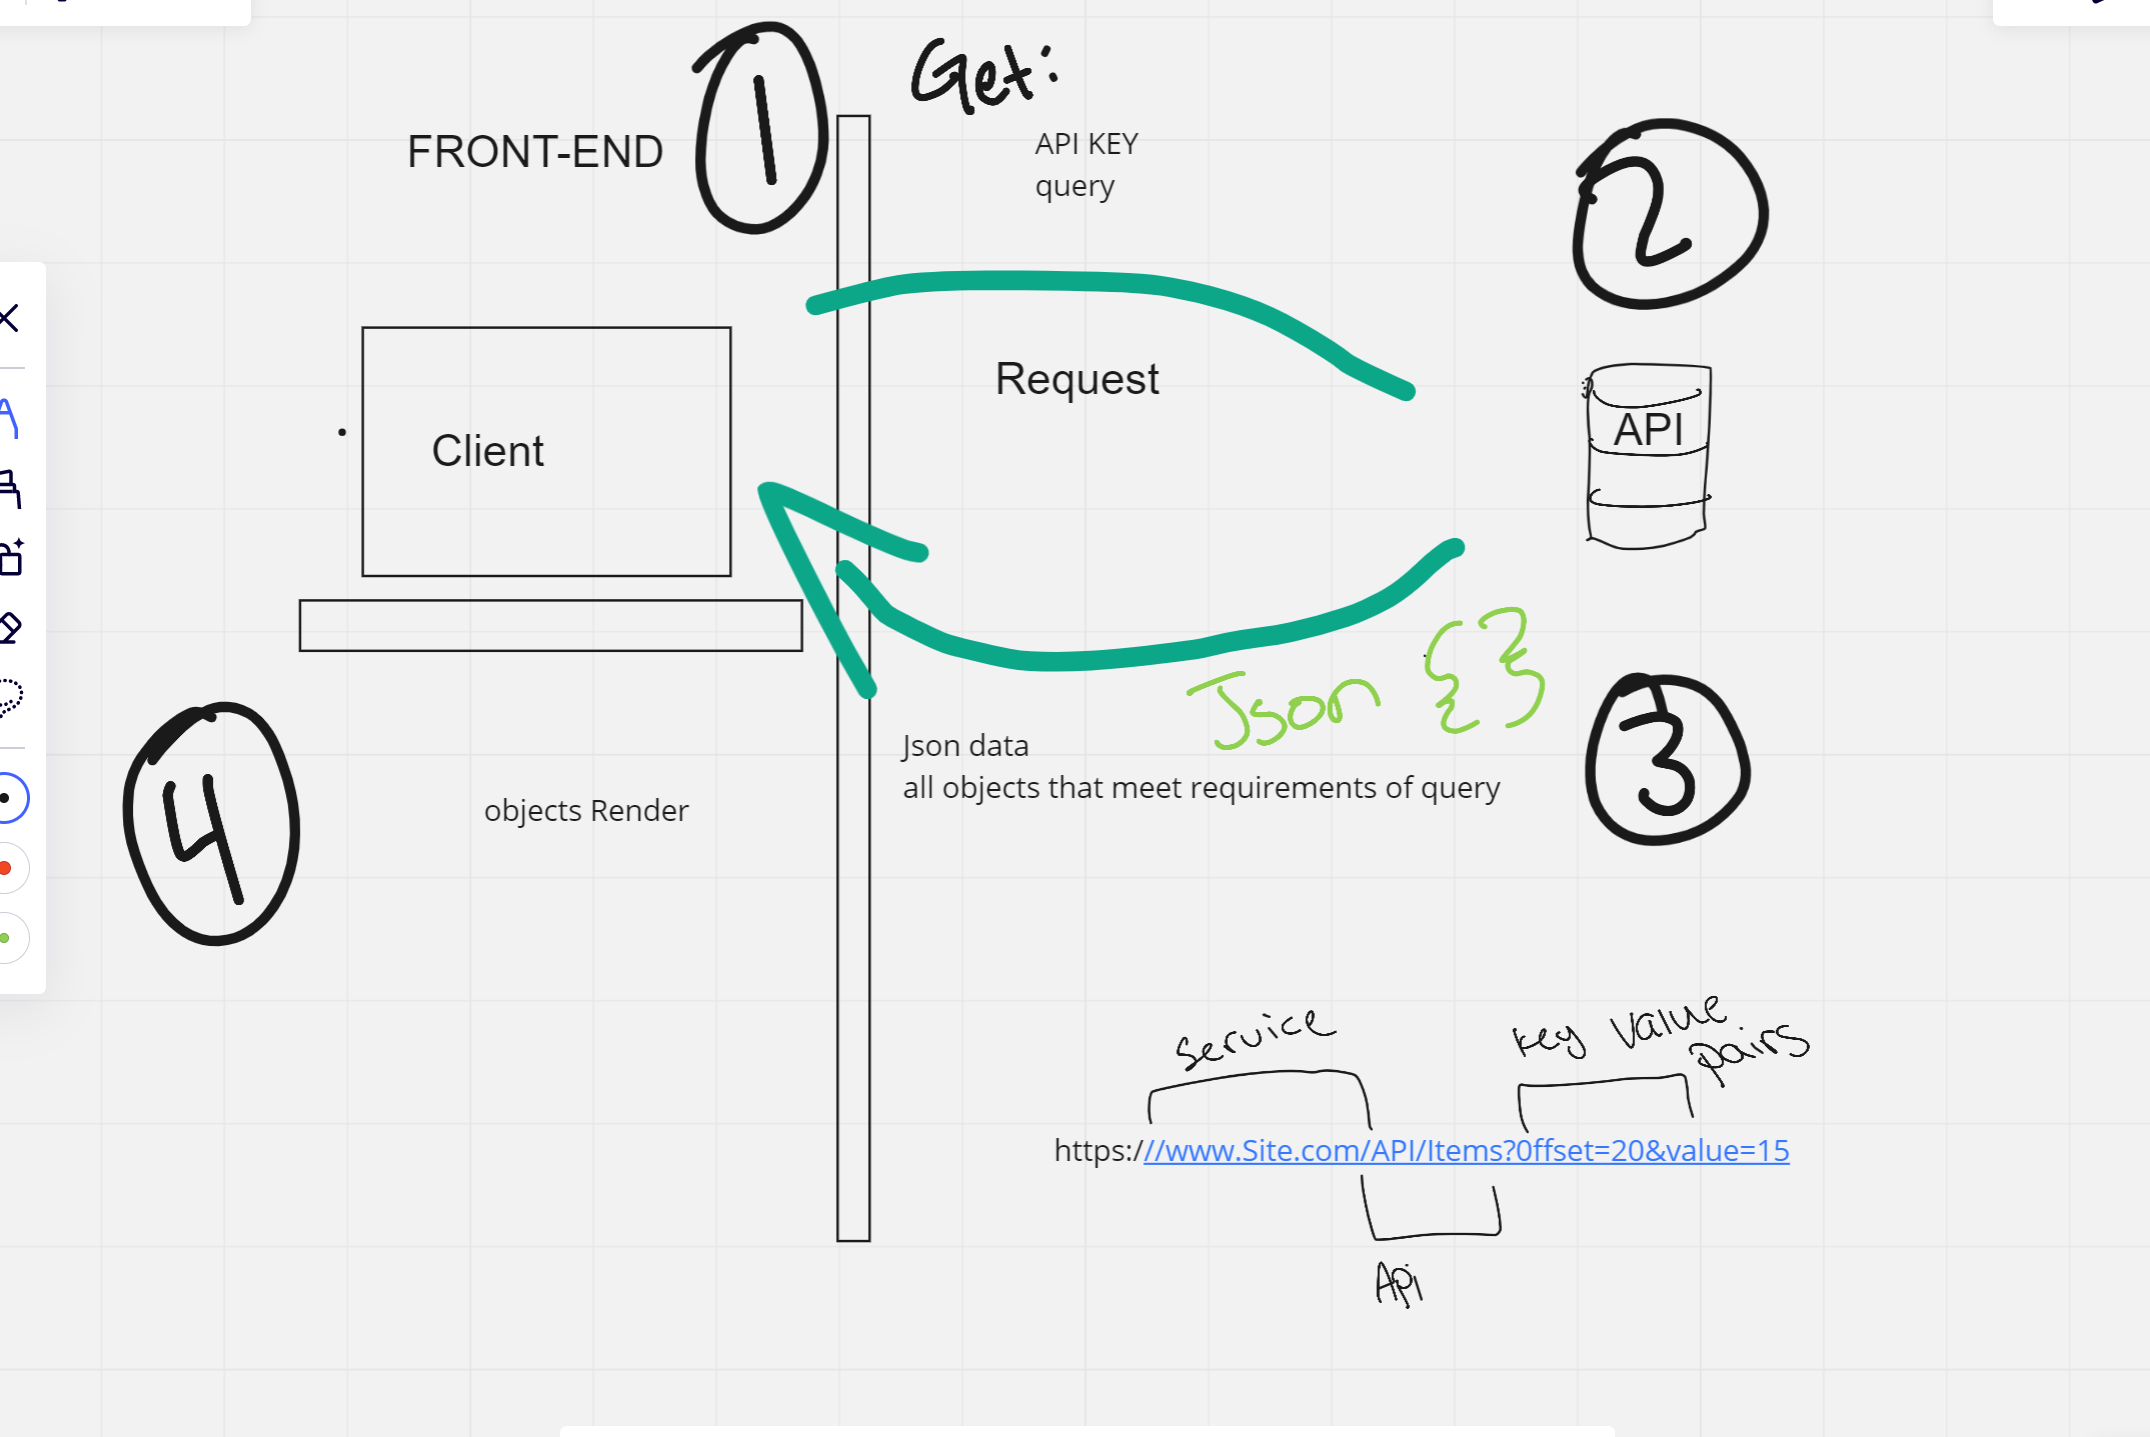 1
Get:
FRONT-END
API KEY
query
2
Request
API
Client
Json {}
3
Json data
all objects that meet requirements of query
4
objects Render
service
key value
pairs
https:///www.Site.com/API/Items?0ffset=20&value=15
Api